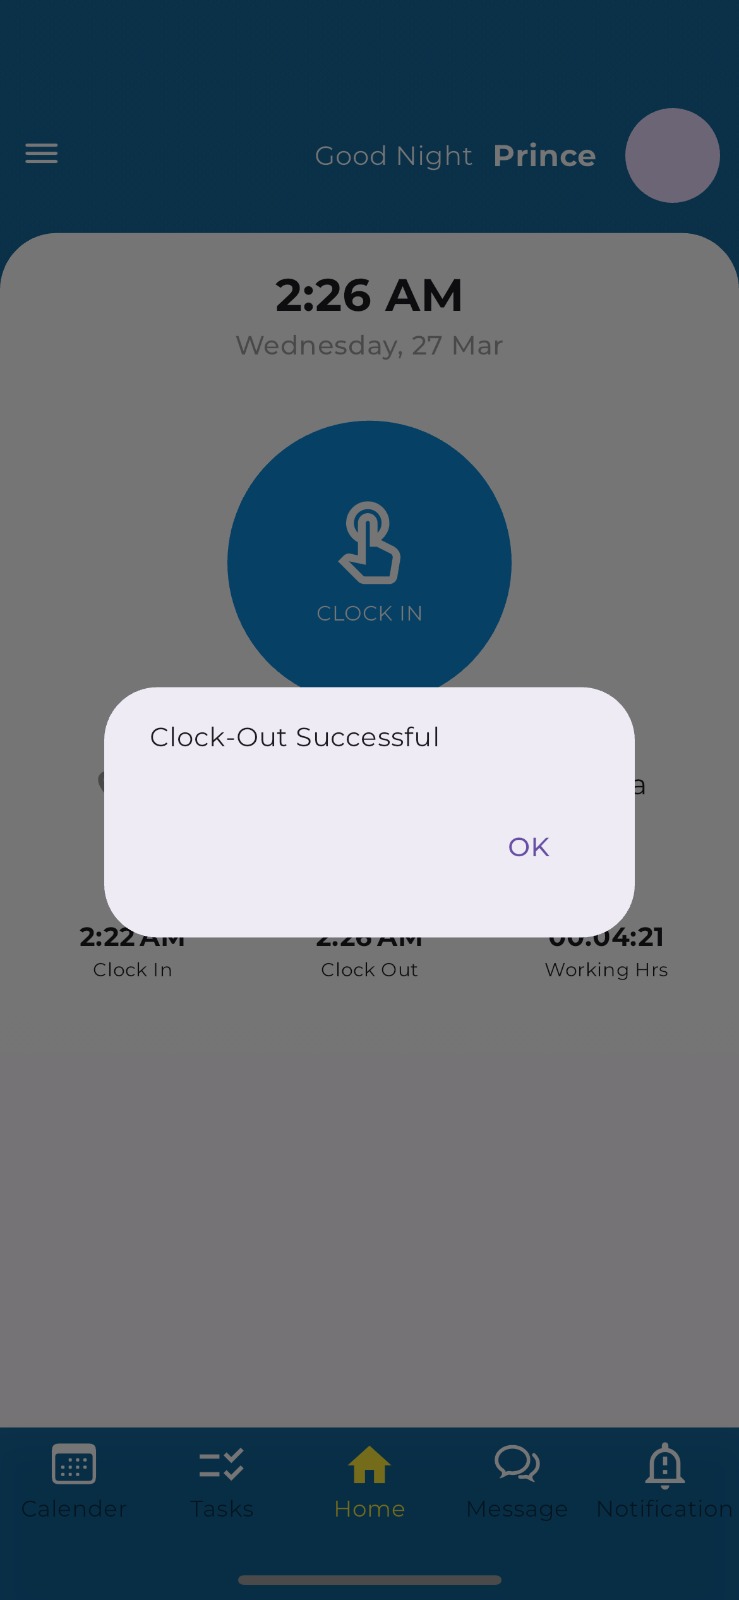 Good Night Prince
2:26 AM
Wednesday, 27 Mar
CLOCK IN
Clock-Out Successful
OK
2:22 AM 2:26 AM 00:04:21
Clock In Clock Out Working Hrs
Calender Tasks Home Message Notification